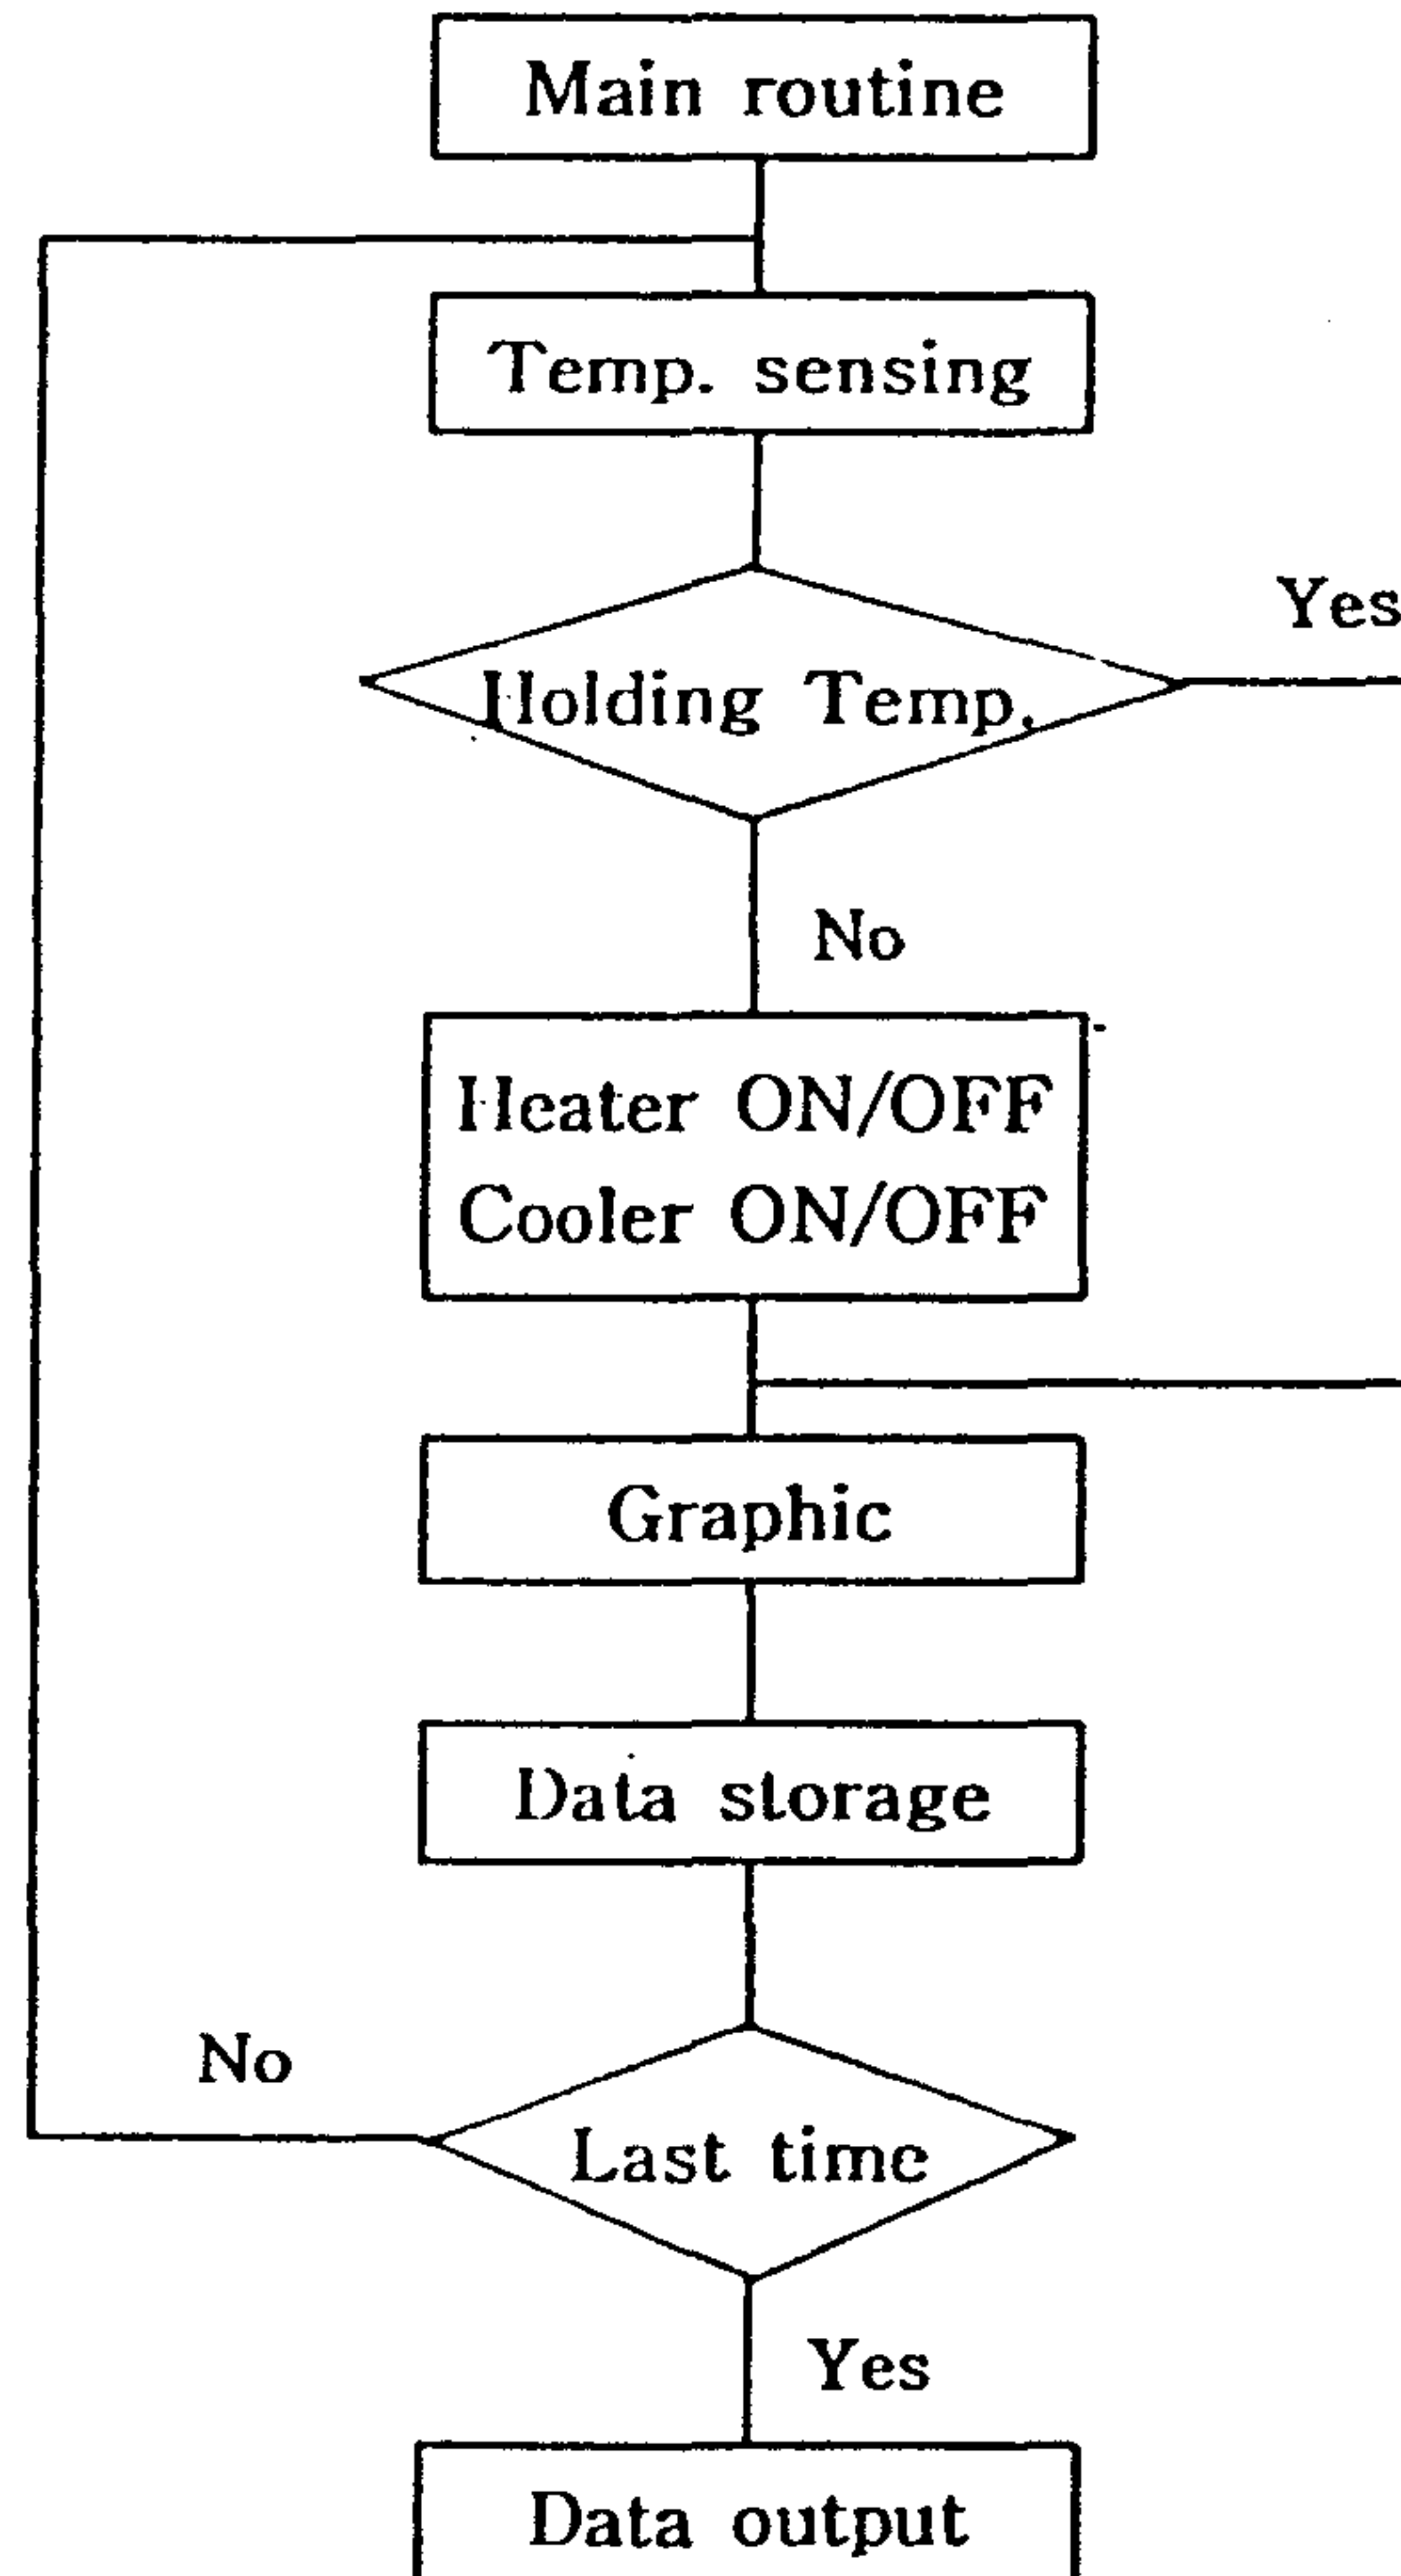 Main routine
Temp. sensing
Yes
Holding Temp.
No
Heater ON/OFF
Cooler ON/OFF
Graphic
Data storage
No
Last time
Yes
Data output